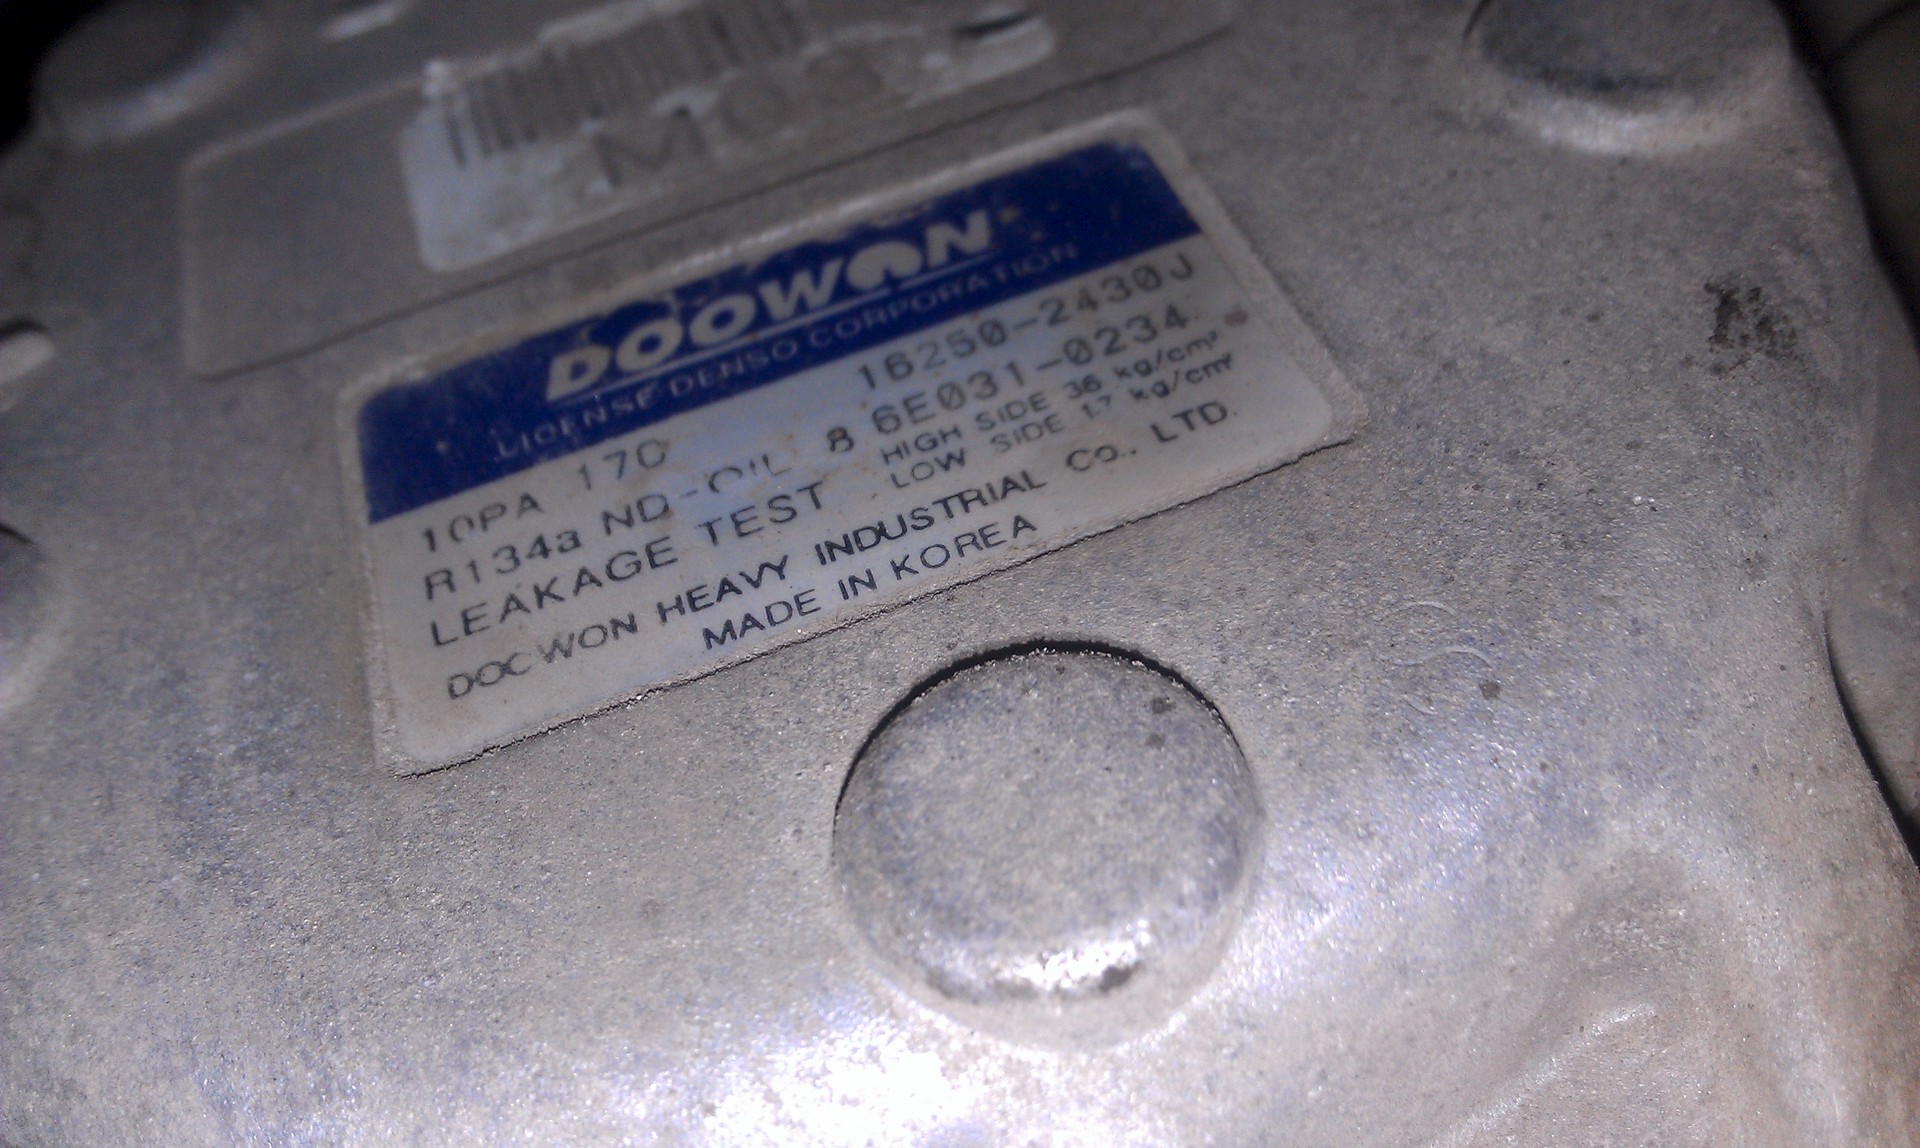 M06
DOOWON
LICENSE DENSO CORPORATION
10PA 17C 16250-2430J
R134a ND-OIL 8 6E031-0234
LEAKAGE TEST HIGH SIDE 36 kg/cm²
LOW SIDE 17 kg/cm²
DOOWON HEAVY INDUSTRIAL CO., LTD.
MADE IN KOREA